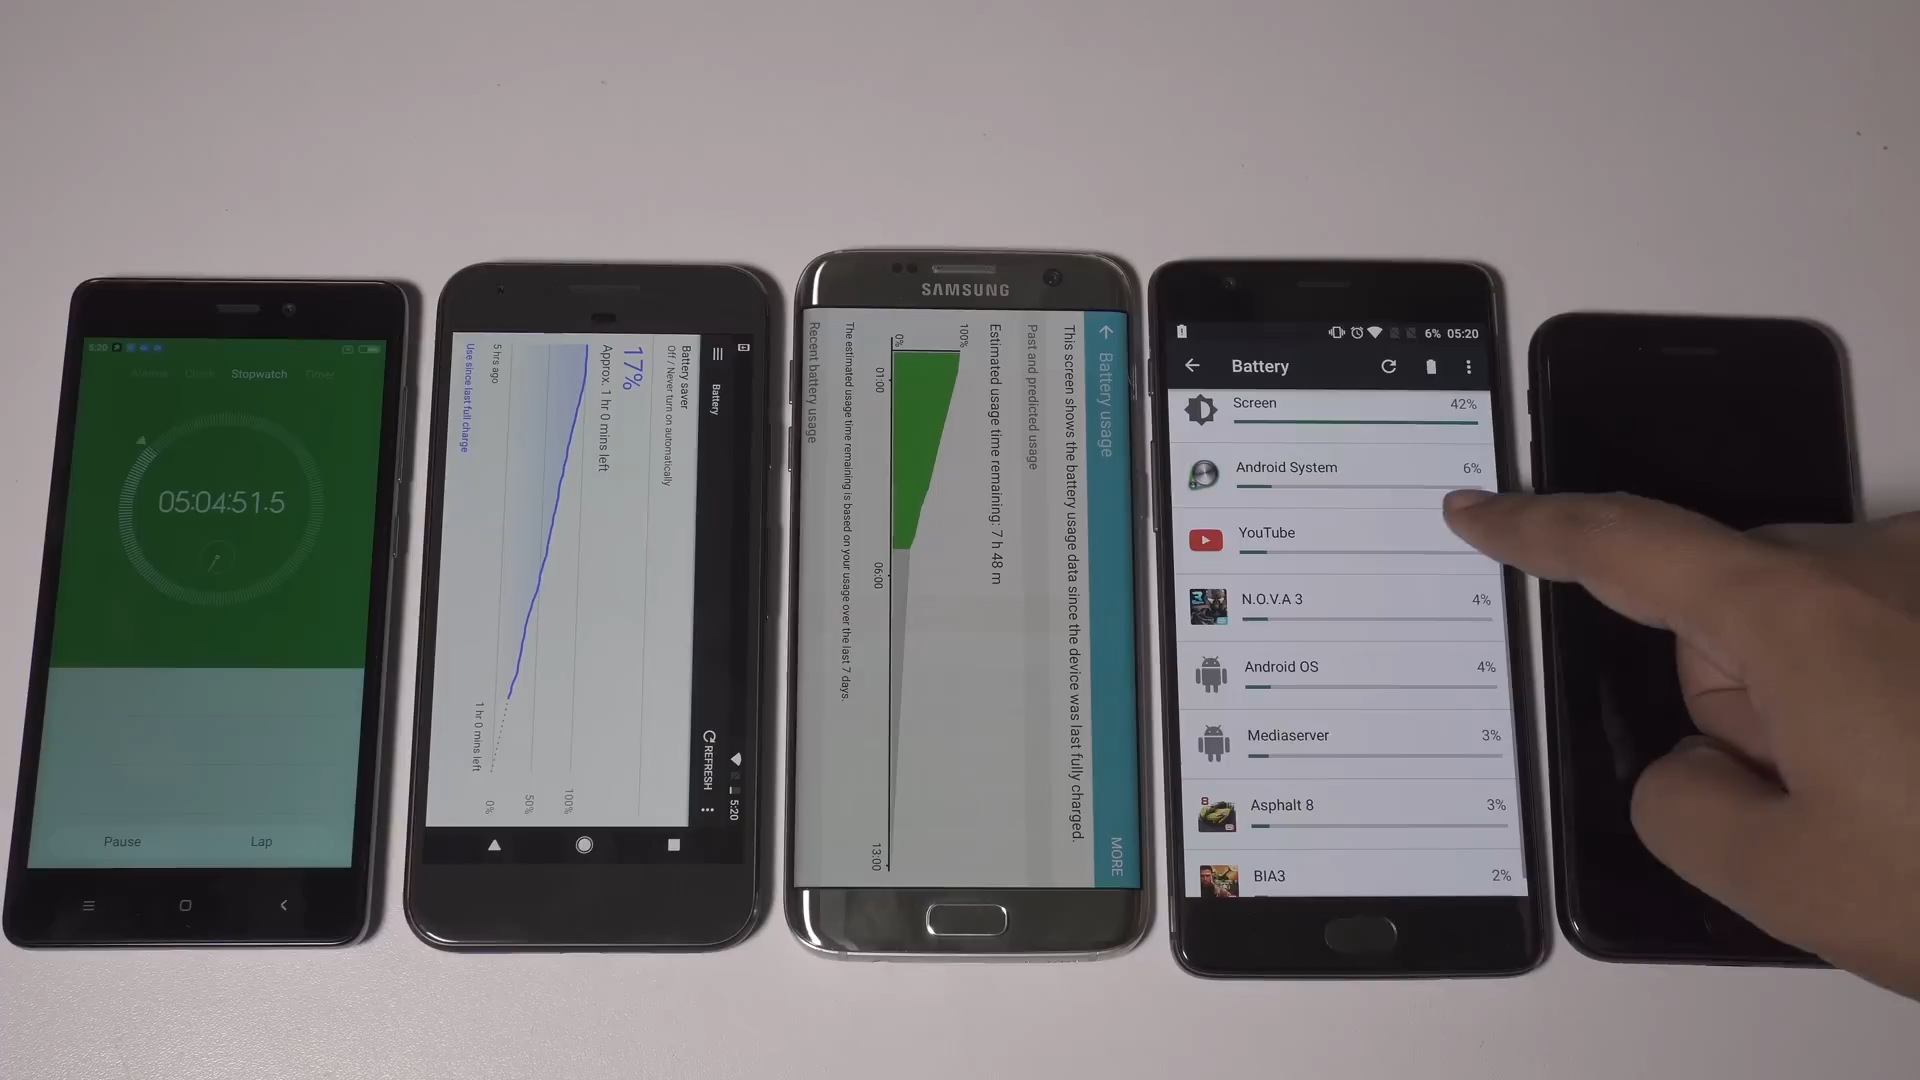 5:20
Alarms Clock Stopwatch Timer
05:04:51.5
Pause Lap
5:20
Battery
REFRESH
Battery saver
Off / Never turn on automatically
17%
Approx. 1 hr 0 mins left
100%
50%
0%
5 hrs ago
1 hr 0 mins left
Use since last full charge
SAMSUNG
Battery usage
MORE
This screen shows the battery usage data since the device was last fully charged.
Past and predicted usage
Estimated usage time remaining: 7 h 48 m
100%
0%
01:00
06:00
13:00
The estimated usage time remaining is based on your usage over the last 7 days.
Recent battery usage
6% 05:20
Battery
Screen 42%
Android System 6%
YouTube
N.O.V.A 3 4%
Android OS 4%
Mediaserver 3%
Asphalt 8 3%
BIA3 2%